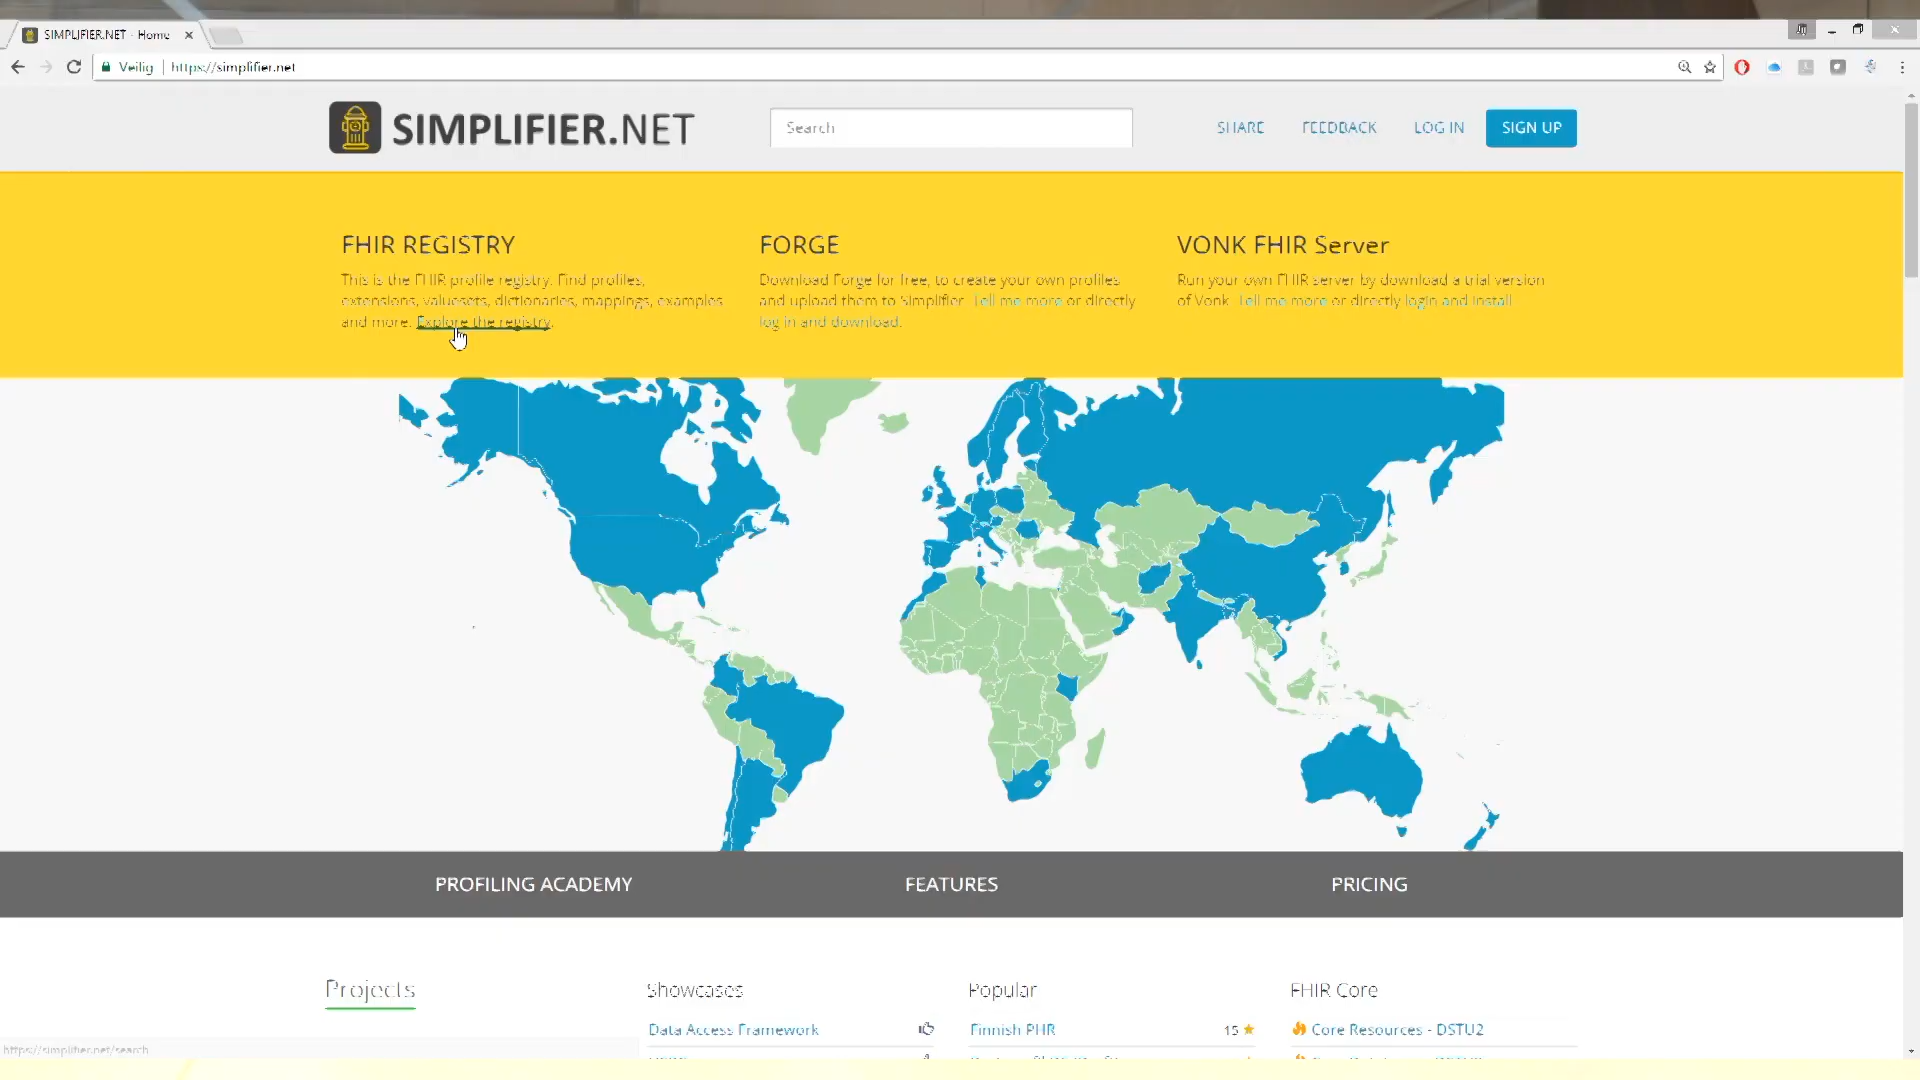 SIMPLIFIER.NET - Home
Veilig
https://simplifier.net
SIMPLIFIER.NET
Search
SHARE
FEEDBACK
LOG IN
SIGN UP
FHIR REGISTRY
This is the FHIR profile registry. Find profiles,
extensions, valuesets, dictionaries, mappings, examples
and more. Explore the registry.
FORGE
Download Forge for free, to create your own profiles
and upload them to Simplifier. Tell me more or directly
log in and download.
VONK FHIR Server
Run your own FHIR server by download a trial version
of Vonk. Tell me more or directly login and install
PROFILING ACADEMY
FEATURES
PRICING
Projects
Showcases
Data Access Framework
Popular
Finnish PHR
15
FHIR Core
Core Resources - DSTU2
https://simplifier.net/search